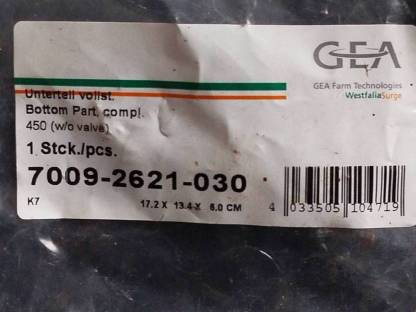 GEA
GEA Farm Technologies
WestfaliaSurge
Unterteil vollst.
Bottom Part, compl.
450 (w/o valve)
1 Stck./pcs.
7009-2621-030
K7
17.2 X 13.4 X 6.0 CM
4 033505 104719